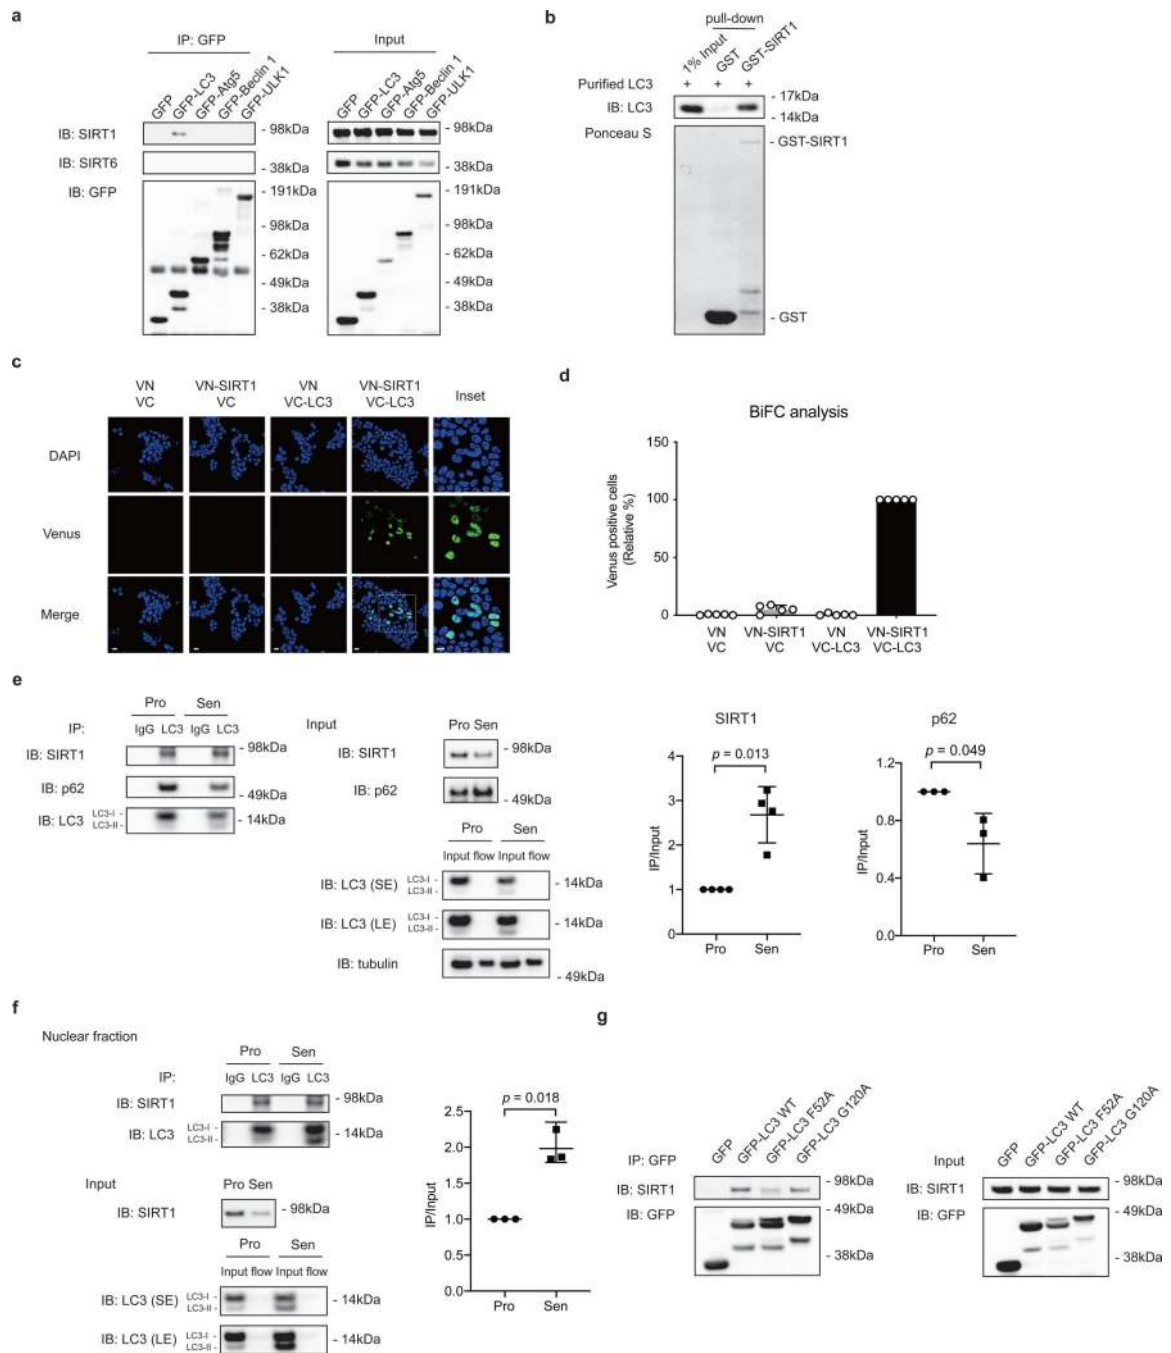 a
IP: GFP
Input
GFP
GFP-LC3
GFP-Atg5
GFP-Beclin 1
GFP-ULK1
GFP
GFP-LC3
GFP-Atg5
GFP-Beclin 1
GFP-ULK1
IB: SIRT1
- 98kDa
- 98kDa
IB: SIRT6
- 38kDa
- 38kDa
IB: GFP
- 191kDa
- 98kDa
- 62kDa
- 49kDa
- 38kDa
- 191kDa
- 98kDa
- 62kDa
- 49kDa
- 38kDa
b
pull-down
1% Input
GST
GST-SIRT1
Purified LC3 + + +
IB: LC3
- 17kDa
- 14kDa
Ponceau S
- GST-SIRT1
- GST
c
VN
VC
VN-SIRT1
VC
VN
VC-LC3
VN-SIRT1
VC-LC3
Inset
DAPI
Venus
Merge
d
BiFC analysis
Venus positive cells
(Relative %)
150
100
50
0
VN
VC
VN-SIRT1
VC
VN
VC-LC3
VN-SIRT1
VC-LC3
e
Pro Sen
IP: IgG LC3 IgG LC3
IB: SIRT1
- 98kDa
IB: p62
- 49kDa
IB: LC3
LC3-I -
LC3-II -
- 14kDa
Input
Pro Sen
IB: SIRT1
- 98kDa
IB: p62
- 49kDa
Pro Sen
Input flow Input flow
IB: LC3 (SE)
LC3-I -
LC3-II -
- 14kDa
IB: LC3 (LE)
LC3-I -
LC3-II -
- 14kDa
IB: tubulin
- 49kDa
SIRT1
p = 0.013
IP/Input
4
3
2
1
0
Pro Sen
p62
p = 0.049
IP/Input
1.2
0.8
0.4
0.0
Pro Sen
f
Nuclear fraction
Pro Sen
IP: IgG LC3 IgG LC3
IB: SIRT1
- 98kDa
IB: LC3
LC3-I -
LC3-II -
- 14kDa
Input
Pro Sen
IB: SIRT1
- 98kDa
Pro Sen
Input flow Input flow
IB: LC3 (SE)
LC3-I -
LC3-II -
- 14kDa
IB: LC3 (LE)
LC3-I -
LC3-II -
- 14kDa
p = 0.018
IP/Input
2.5
2.0
1.5
1.0
0.5
0.0
Pro Sen
g
IP: GFP
GFP
GFP-LC3 WT
GFP-LC3 F52A
GFP-LC3 G120A
IB: SIRT1
- 98kDa
IB: GFP
- 49kDa
- 38kDa
Input
GFP
GFP-LC3 WT
GFP-LC3 F52A
GFP-LC3 G120A
IB: SIRT1
- 98kDa
IB: GFP
- 49kDa
- 38kDa